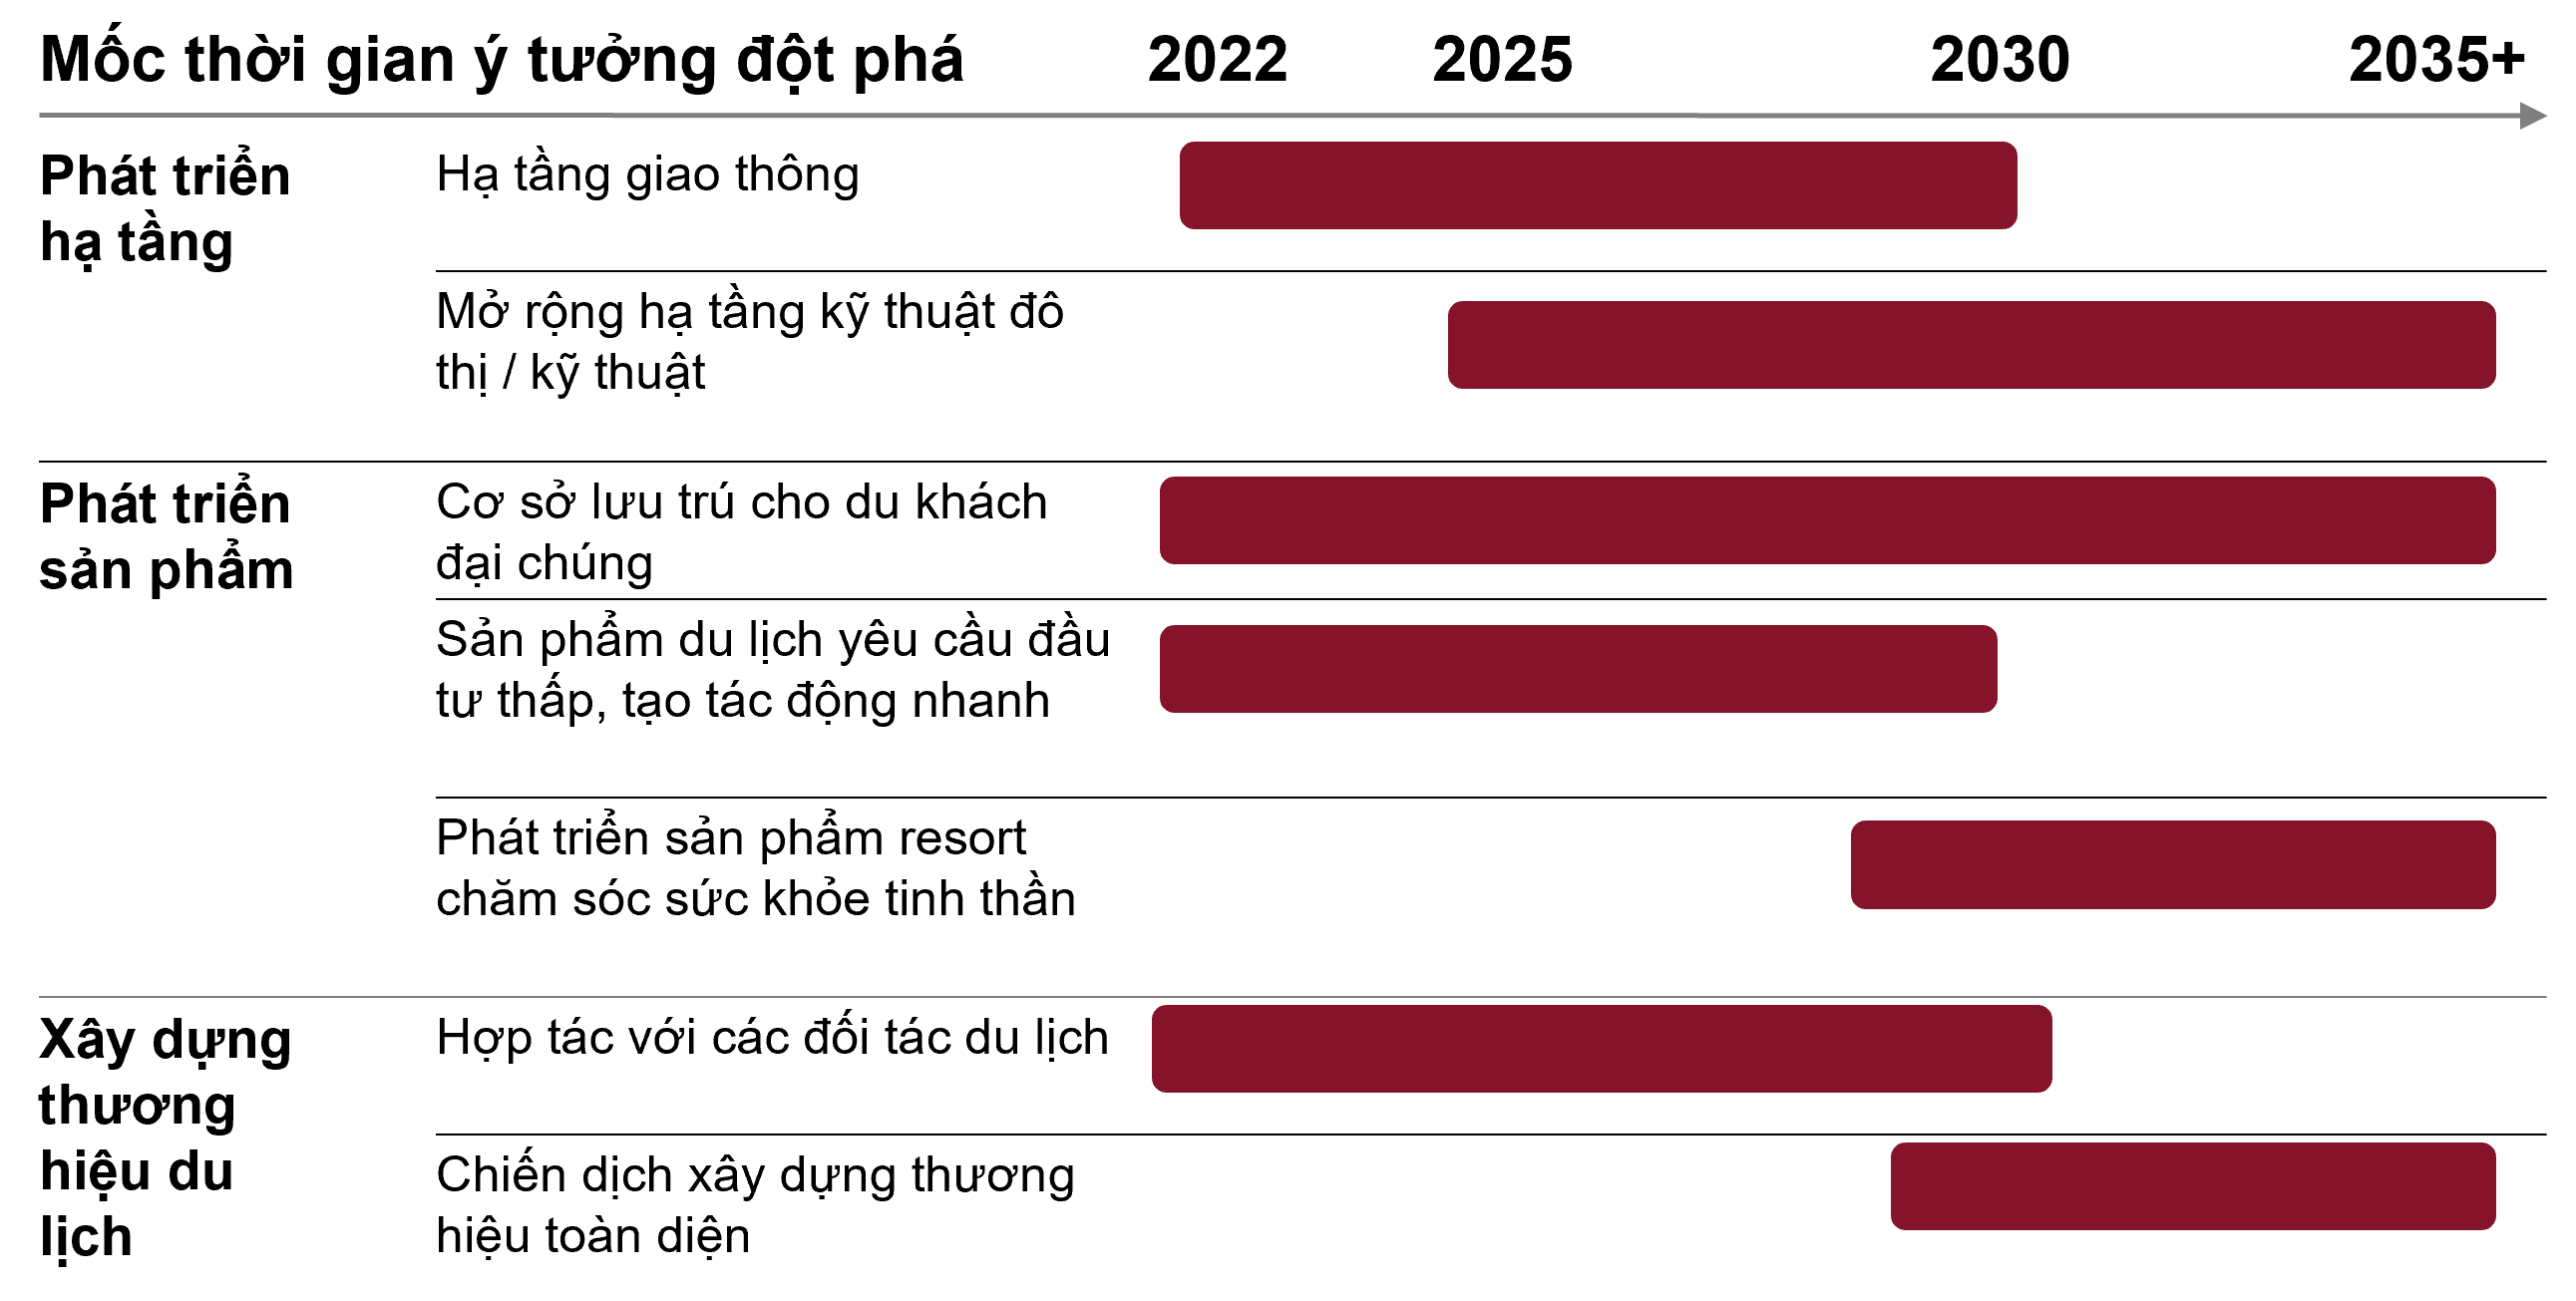 Mốc thời gian ý tưởng đột phá 2022 2025 2030 2035+
Phát triển
hạ tầng
Hạ tầng giao thông
Mở rộng hạ tầng kỹ thuật đô
thị / kỹ thuật
Phát triển
sản phẩm
Cơ sở lưu trú cho du khách
đại chúng
Sản phẩm du lịch yêu cầu đầu
tư thấp, tạo tác động nhanh
Phát triển sản phẩm resort
chăm sóc sức khỏe tinh thần
Xây dựng
thương
hiệu du
lịch
Hợp tác với các đối tác du lịch
Chiến dịch xây dựng thương
hiệu toàn diện